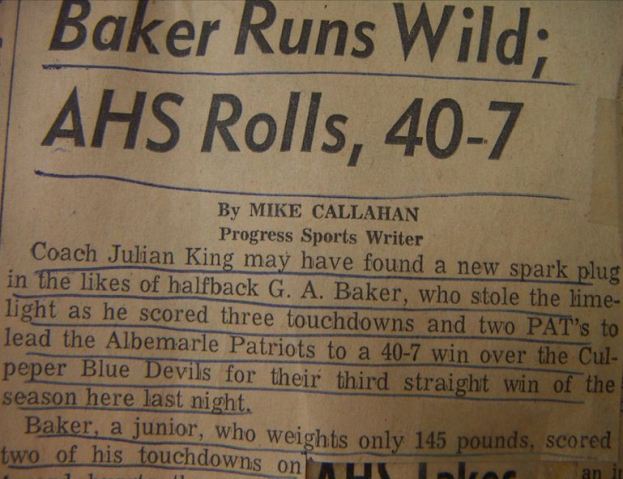 Baker Runs Wild;
AHS Rolls, 40-7
By MIKE CALLAHAN
Progress Sports Writer
Coach Julian King may have found a new spark plug
in the likes of halfback G. A. Baker, who stole the lime-
light as he scored three touchdowns and two PAT's to
lead the Albemarle Patriots to a 40-7 win over the Cul-
peper Blue Devils for their third straight win of the
season here last night.
Baker, a junior, who weights only 145 pounds, scored
two of his touchdowns on
AHS Takes
an